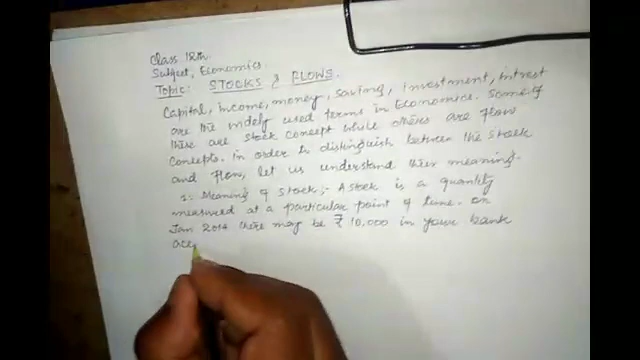 Class 12th.
Subject, Economics.
Topic: STOCKS & FLOWS.
Capital, income, money, saving, investment, intrest
are the widely used terms in Economics. Some of
there are stock concept while others are flow
concepts. In order to distinguish between the stock
and flow, let us understand their meaning.
1. Meaning of Stock:- A stock is a quantity
measured at a particular point of time. On
Jan 2014 there may be ₹ 10,000 in your bank
acc